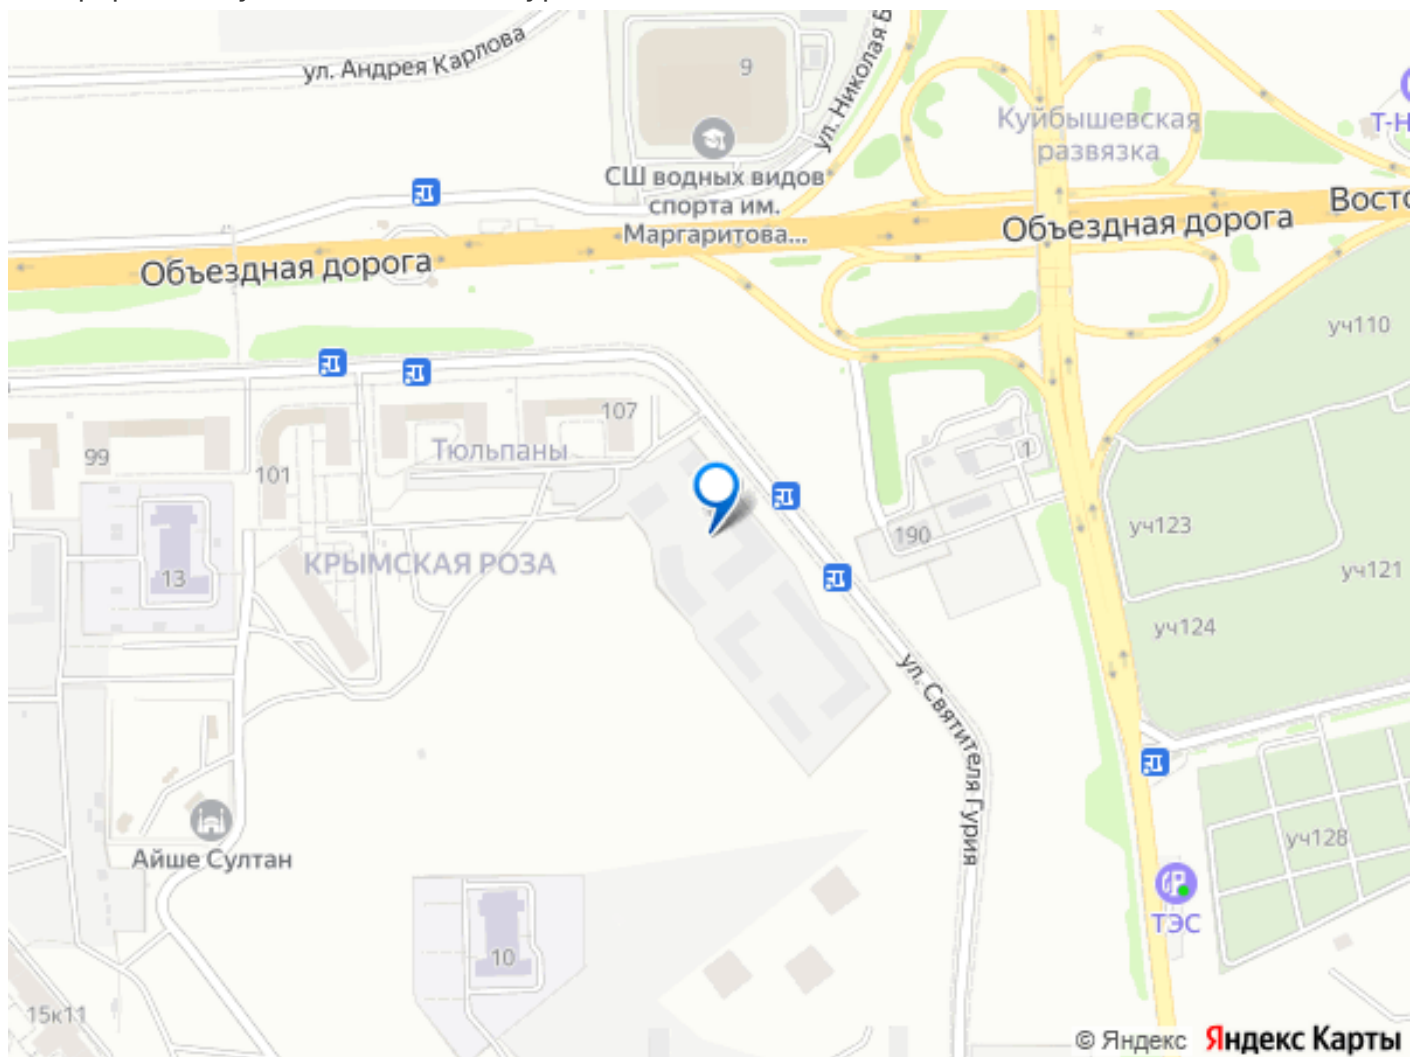 ул. Андрея Карлова
9
ул. Николая
Куйбышевская
развязка
СШ водных видов
спорта им.
Маргаритова...
Объездная дорога
Объездная дорога
уч110
107
Тюльпаны
99
101
1
190
уч123
КРЫМСКАЯ РОЗА
13
уч121
уч124
ул. Святителя Гурия
Айше Султан
уч128
ТЭС
10
15к11
© Яндекс Яндекс Карты